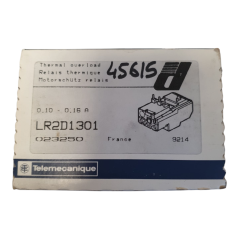 Thermal overload
Relais thermique
Motorschutz relais
45615
0,10 - 0,16 A
LR2D1301
023250
France
9214
Telemecanique